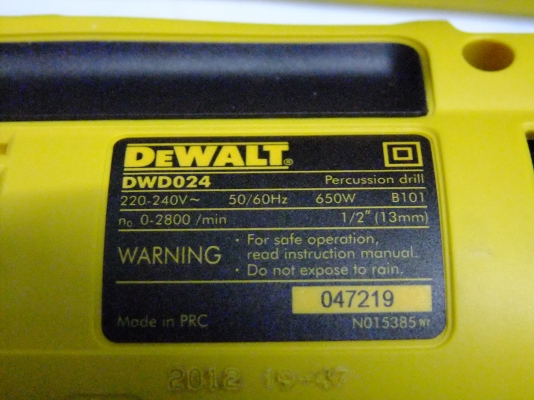 DEWALT®
DWD024 Percussion drill
220-240V~ 50/60Hz 650W B101
n₀ 0-2800 /min 1/2" (13mm)
WARNING
· For safe operation,
read instruction manual.
· Do not expose to rain.
047219
Made in PRC N015385